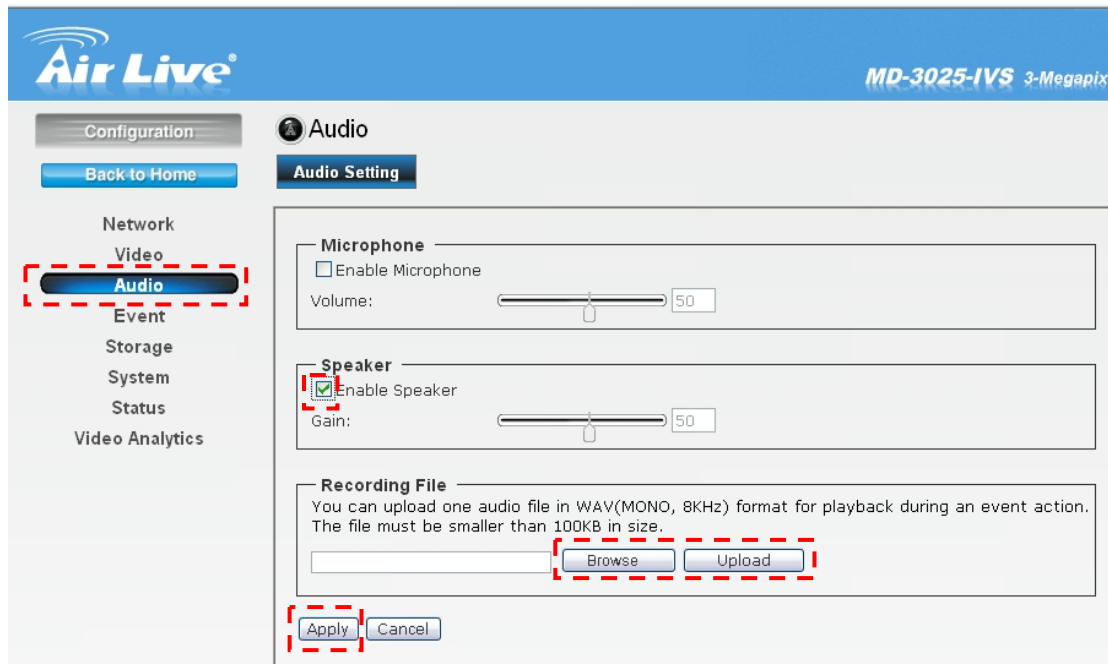 Air Live®
MD-3025-IVS 3-Megapix
Configuration
Back to Home
Network
Video
Audio
Event
Storage
System
Status
Video Analytics
Audio
Audio Setting
Microphone
Enable Microphone
Volume: 50
Speaker
Enable Speaker
Gain: 50
Recording File
You can upload one audio file in WAV(MONO, 8KHz) format for playback during an event action.
The file must be smaller than 100KB in size.
Browse Upload
Apply Cancel